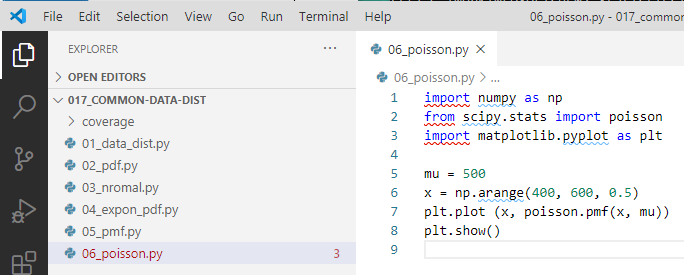 File Edit Selection View Go Run Terminal Help 06_poisson.py - 017_common
EXPLORER ...
OPEN EDITORS
017_COMMON-DATA-DIST
coverage
01_data_dist.py
02_pdf.py
03_nromal.py
04_expon_pdf.py
05_pmf.py
06_poisson.py 3
06_poisson.py ×
06_poisson.py > ...
1 import numpy as np
2 from scipy.stats import poisson
3 import matplotlib.pyplot as plt
4
5 mu = 500
6 x = np.arange(400, 600, 0.5)
7 plt.plot (x, poisson.pmf(x, mu))
8 plt.show()
9